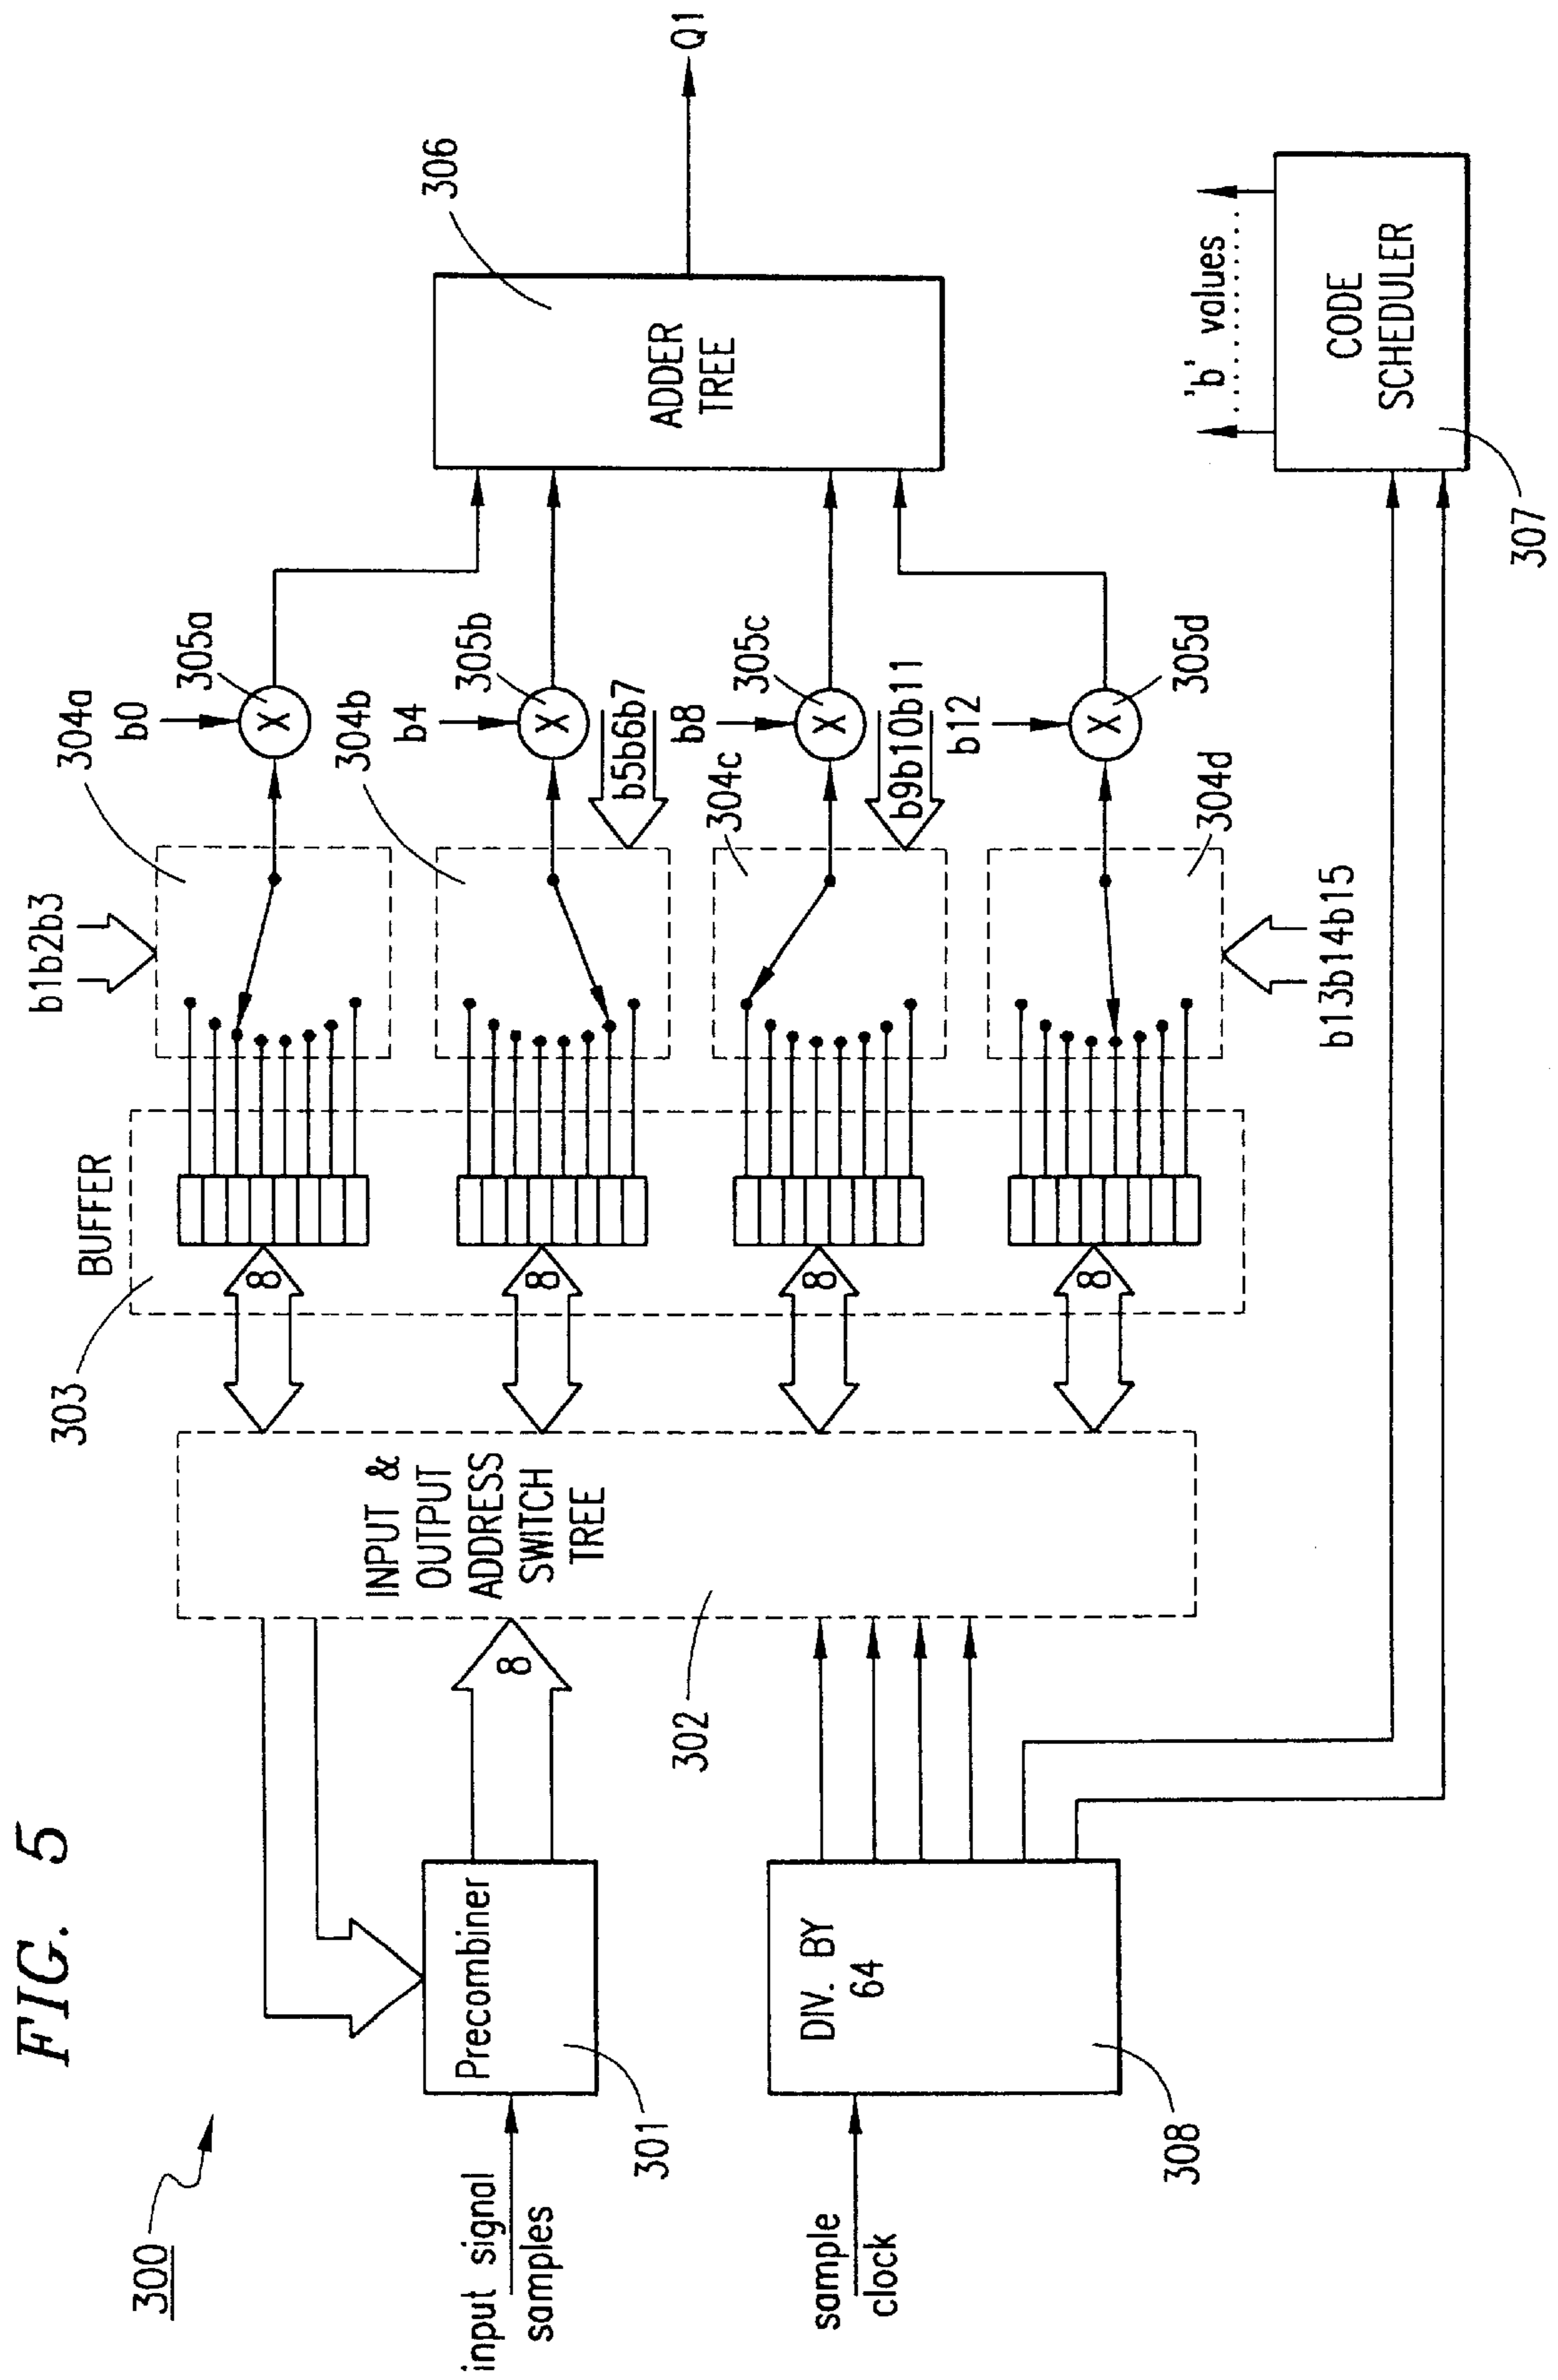 FIG. 5
300
input signal
samples
Precombiner
301
sample
clock
DIV. BY
64
308
8
INPUT &
OUTPUT
ADDRESS
SWITCH
TREE
302
303
BUFFER
8
8
8
8
b1b2b3
304a
b0
305a
X
304b
b4
305b
X
b5b6b7
304c
b8
305c
X
b9b10b11
304d
b12
305d
X
b13b14b15
306
ADDER
TREE
Q1
'b' values
CODE
SCHEDULER
307